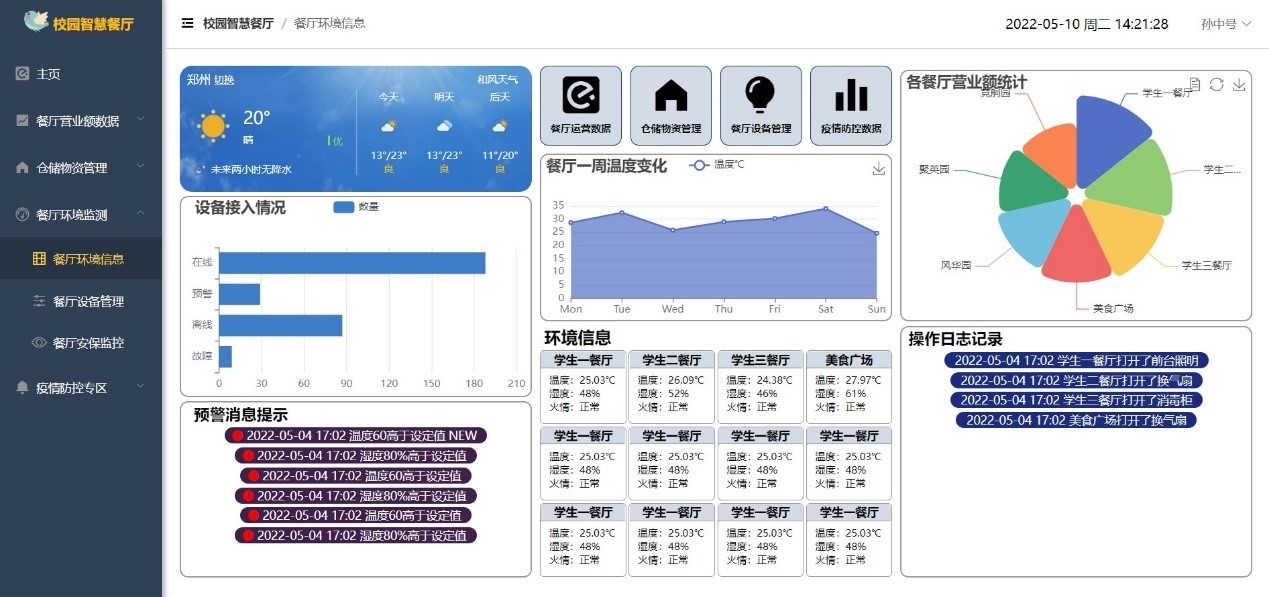 校园智慧餐厅
主页
餐厅营业额数据
仓储物资管理
餐厅环境监测
餐厅环境信息
餐厅设备管理
餐厅安保监控
疫情防控专区
校园智慧餐厅 / 餐厅环境信息
2022-05-10 周二 14:21:28
孙中号
郑州 切换
和风天气
20°
晴
优
未来两小时无降水
今天 明天 后天
13°/23° 13°/23° 11°/20°
良 良 良
设备接入情况
数量
在线
预警
离线
故障
0 30 60 90 120 150 180 210
预警消息提示
2022-05-04 17:02 温度60高于设定值 NEW
2022-05-04 17:02 湿度80%高于设定值
2022-05-04 17:02 温度60高于设定值
2022-05-04 17:02 湿度80%高于设定值
2022-05-04 17:02 温度60高于设定值
2022-05-04 17:02 湿度80%高于设定值
餐厅运营数据 仓储物资管理 餐厅设备管理 疫情防控数据
餐厅一周温度变化
温度℃
35
30
25
20
15
10
5
0
Mon Tue Wed Thu Fri Sat Sun
环境信息
学生一餐厅 学生二餐厅 学生三餐厅 美食广场
温度：25.03℃ 温度：26.09℃ 温度：24.38℃ 温度：27.97℃
湿度：48% 湿度：52% 湿度：46% 湿度：61%
火情：正常 火情：正常 火情：正常 火情：正常
学生一餐厅 学生一餐厅 学生一餐厅 学生一餐厅
温度：25.03℃ 温度：25.03℃ 温度：25.03℃ 温度：25.03℃
湿度：48% 湿度：48% 湿度：48% 湿度：48%
火情：正常 火情：正常 火情：正常 火情：正常
学生一餐厅 学生一餐厅 学生一餐厅 学生一餐厅
温度：25.03℃ 温度：25.03℃ 温度：25.03℃ 温度：25.03℃
湿度：48% 湿度：48% 湿度：48% 湿度：48%
火情：正常 火情：正常 火情：正常 火情：正常
各餐厅营业额统计
学生一餐厅
聚英园
学生二...
风华园
学生三餐厅
美食广场
操作日志记录
2022-05-04 17:02 学生一餐厅打开了前台照明
2022-05-04 17:02 学生二餐厅打开了换气扇
2022-05-04 17:02 学生三餐厅打开了消毒柜
2022-05-04 17:02 美食广场打开了换气扇